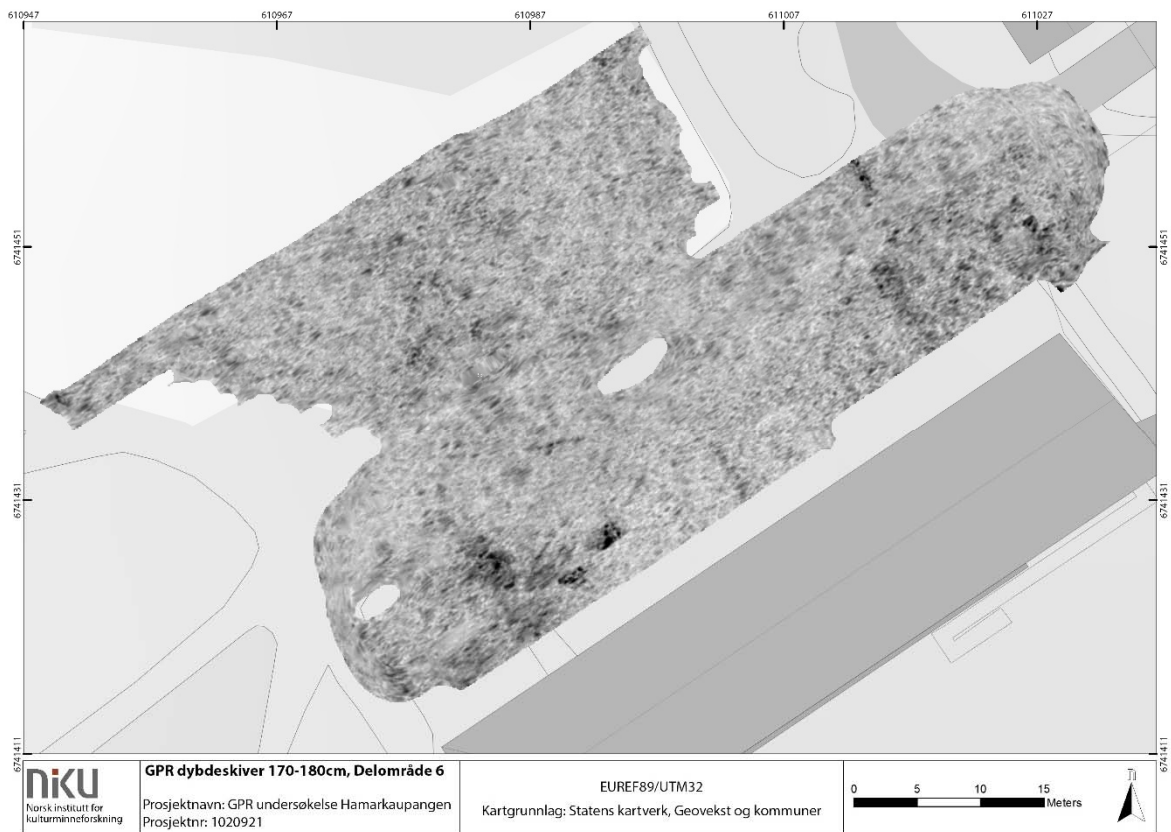 610947 610967 610987 611007 611027
6741451 6741451
6741431 6741431
6741411 6741411
niku
Norsk institutt for
kulturminneforskning
GPR dybdeskiver 170-180cm, Delområde 6
Prosjektnavn: GPR undersøkelse Hamarkaupangen
Prosjektnr: 1020921
EUREF89/UTM32
Kartgrunnlag: Statens kartverk, Geovekst og kommuner
0 5 10 15
Meters